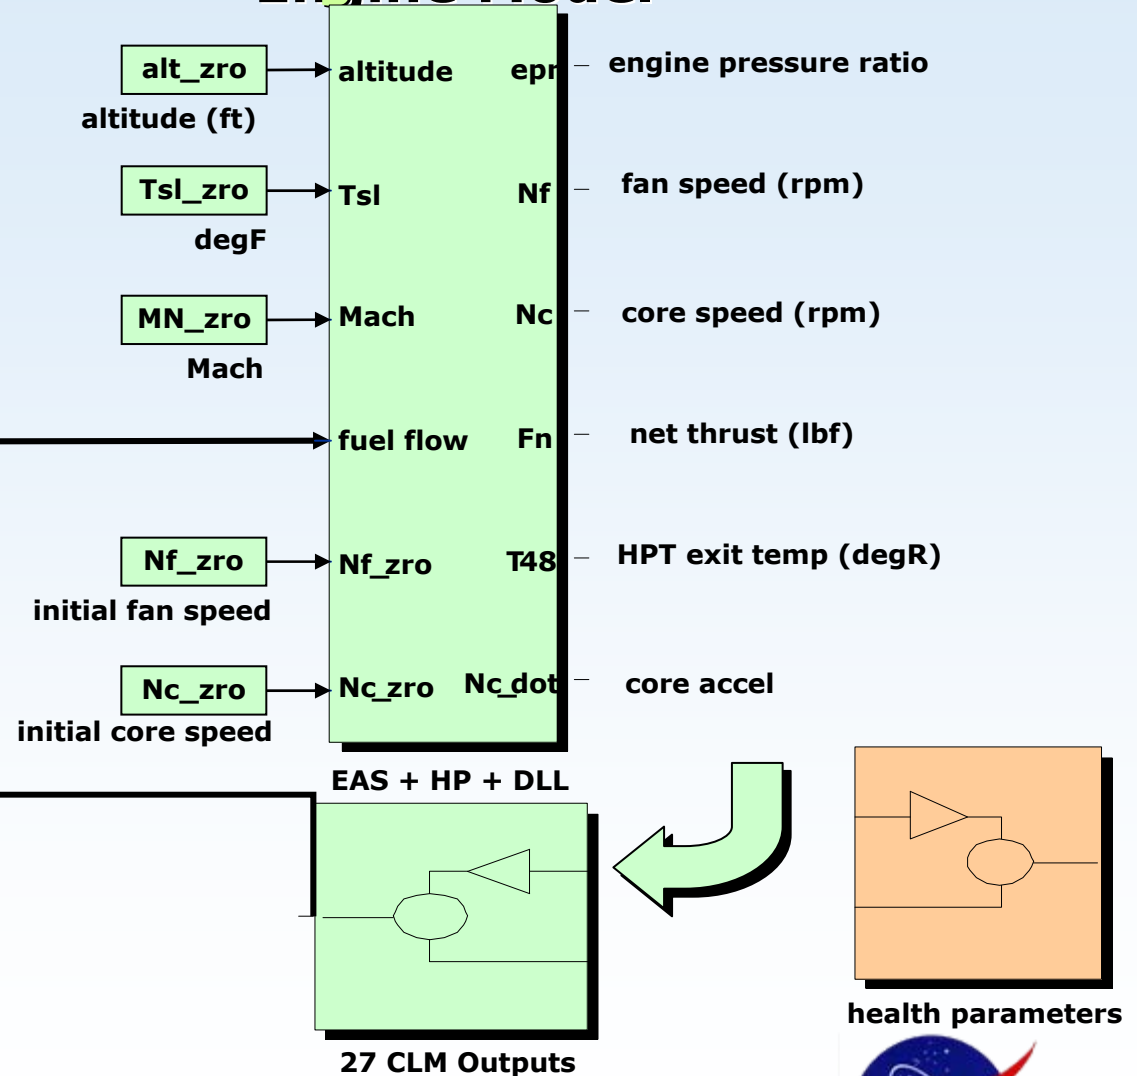 Engine Model
alt_zro
altitude
epr
engine pressure ratio
altitude (ft)
Tsl_zro
Tsl
Nf
fan speed (rpm)
degF
MN_zro
Mach
Nc
core speed (rpm)
Mach
fuel flow
Fn
net thrust (lbf)
Nf_zro
Nf_zro
T48
HPT exit temp (degR)
initial fan speed
Nc_zro
Nc_zro
Nc_dot
core accel
initial core speed
EAS + HP + DLL
health parameters
27 CLM Outputs